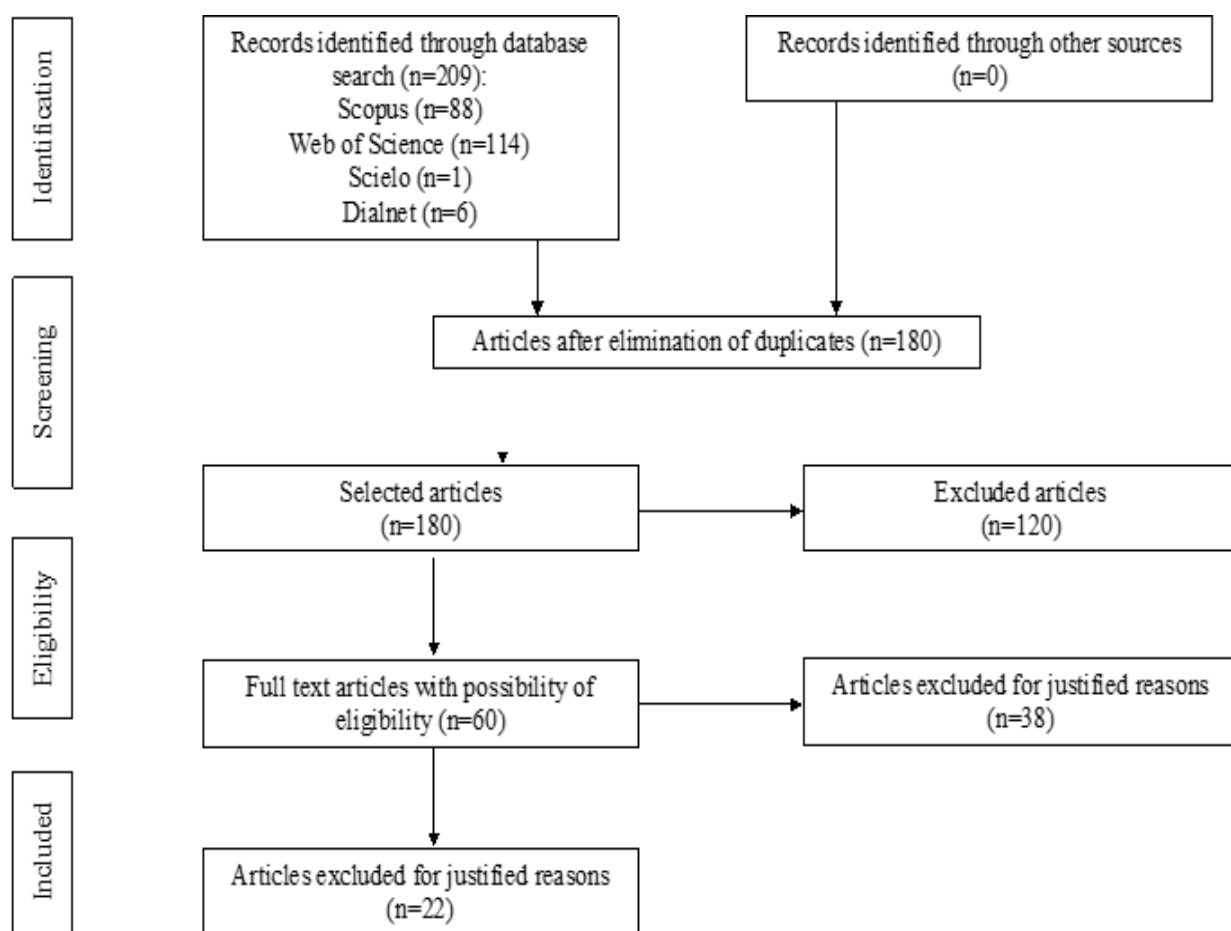 Identification
Records identified through database
search (n=209):
Scopus (n=88)
Web of Science (n=114)
Scielo (n=1)
Dialnet (n=6)
Records identified through other sources
(n=0)
Screening
Articles after elimination of duplicates (n=180)
Selected articles
(n=180)
Excluded articles
(n=120)
Eligibility
Full text articles with possibility of
eligibility (n=60)
Articles excluded for justified reasons
(n=38)
Included
Articles excluded for justified reasons
(n=22)